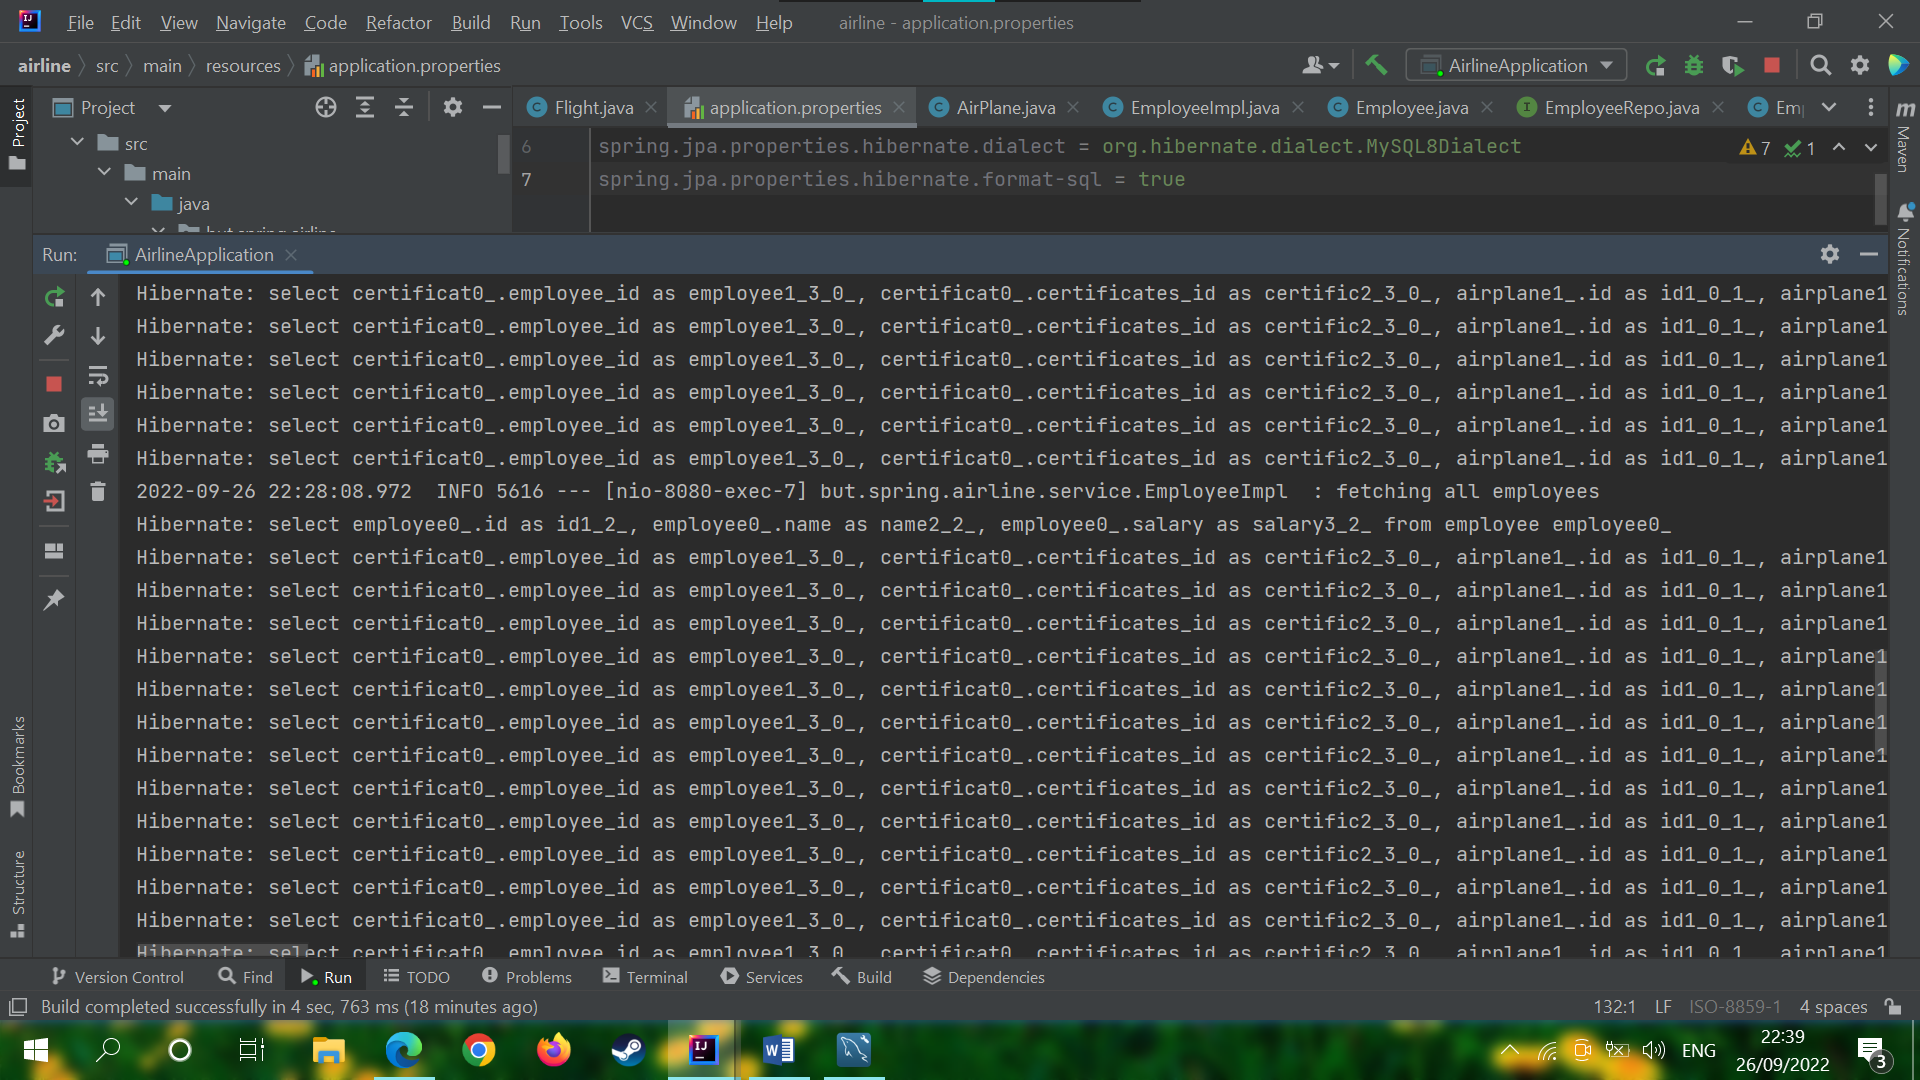 File Edit View Navigate Code Refactor Build Run Tools VCS Window Help airline - application.properties
airline src main resources application.properties AirlineApplication
Project Flight.java application.properties AirPlane.java EmployeeImpl.java Employee.java EmployeeRepo.java Em
src
main
java
6 spring.jpa.properties.hibernate.dialect = org.hibernate.dialect.MySQL8Dialect 7 1
7 spring.jpa.properties.hibernate.format-sql = true
Project
Maven
Notifications
Bookmarks
Structure
Run: AirlineApplication
Hibernate: select certificat0_.employee_id as employee1_3_0_, certificat0_.certificates_id as certific2_3_0_, airplane1_.id as id1_0_1_, airplane1
Hibernate: select certificat0_.employee_id as employee1_3_0_, certificat0_.certificates_id as certific2_3_0_, airplane1_.id as id1_0_1_, airplane1
Hibernate: select certificat0_.employee_id as employee1_3_0_, certificat0_.certificates_id as certific2_3_0_, airplane1_.id as id1_0_1_, airplane1
Hibernate: select certificat0_.employee_id as employee1_3_0_, certificat0_.certificates_id as certific2_3_0_, airplane1_.id as id1_0_1_, airplane1
Hibernate: select certificat0_.employee_id as employee1_3_0_, certificat0_.certificates_id as certific2_3_0_, airplane1_.id as id1_0_1_, airplane1
Hibernate: select certificat0_.employee_id as employee1_3_0_, certificat0_.certificates_id as certific2_3_0_, airplane1_.id as id1_0_1_, airplane1
2022-09-26 22:28:08.972  INFO 5616 --- [nio-8080-exec-7] but.spring.airline.service.EmployeeImpl  : fetching all employees
Hibernate: select employee0_.id as id1_2_, employee0_.name as name2_2_, employee0_.salary as salary3_2_ from employee employee0_
Hibernate: select certificat0_.employee_id as employee1_3_0_, certificat0_.certificates_id as certific2_3_0_, airplane1_.id as id1_0_1_, airplane1
Hibernate: select certificat0_.employee_id as employee1_3_0_, certificat0_.certificates_id as certific2_3_0_, airplane1_.id as id1_0_1_, airplane1
Hibernate: select certificat0_.employee_id as employee1_3_0_, certificat0_.certificates_id as certific2_3_0_, airplane1_.id as id1_0_1_, airplane1
Hibernate: select certificat0_.employee_id as employee1_3_0_, certificat0_.certificates_id as certific2_3_0_, airplane1_.id as id1_0_1_, airplane1
Hibernate: select certificat0_.employee_id as employee1_3_0_, certificat0_.certificates_id as certific2_3_0_, airplane1_.id as id1_0_1_, airplane1
Hibernate: select certificat0_.employee_id as employee1_3_0_, certificat0_.certificates_id as certific2_3_0_, airplane1_.id as id1_0_1_, airplane1
Hibernate: select certificat0_.employee_id as employee1_3_0_, certificat0_.certificates_id as certific2_3_0_, airplane1_.id as id1_0_1_, airplane1
Hibernate: select certificat0_.employee_id as employee1_3_0_, certificat0_.certificates_id as certific2_3_0_, airplane1_.id as id1_0_1_, airplane1
Hibernate: select certificat0_.employee_id as employee1_3_0_, certificat0_.certificates_id as certific2_3_0_, airplane1_.id as id1_0_1_, airplane1
Hibernate: select certificat0_.employee_id as employee1_3_0_, certificat0_.certificates_id as certific2_3_0_, airplane1_.id as id1_0_1_, airplane1
Hibernate: select certificat0_.employee_id as employee1_3_0_, certificat0_.certificates_id as certific2_3_0_, airplane1_.id as id1_0_1_, airplane1
Hibernate: select certificat0_.employee_id as employee1_3_0_, certificat0_.certificates_id as certific2_3_0_, airplane1_.id as id1_0_1_, airplane1
Hibernate: select certificat0_.employee_id as employee1_3_0_, certificat0_.certificates_id as certific2_3_0_, airplane1_.id as id1_0_1_, airplane1
Version Control Find Run TODO Problems Terminal Services Build Dependencies
Build completed successfully in 4 sec, 763 ms (18 minutes ago) 132:1 LF ISO-8859-1 4 spaces
ENG 22:39
26/09/2022 3